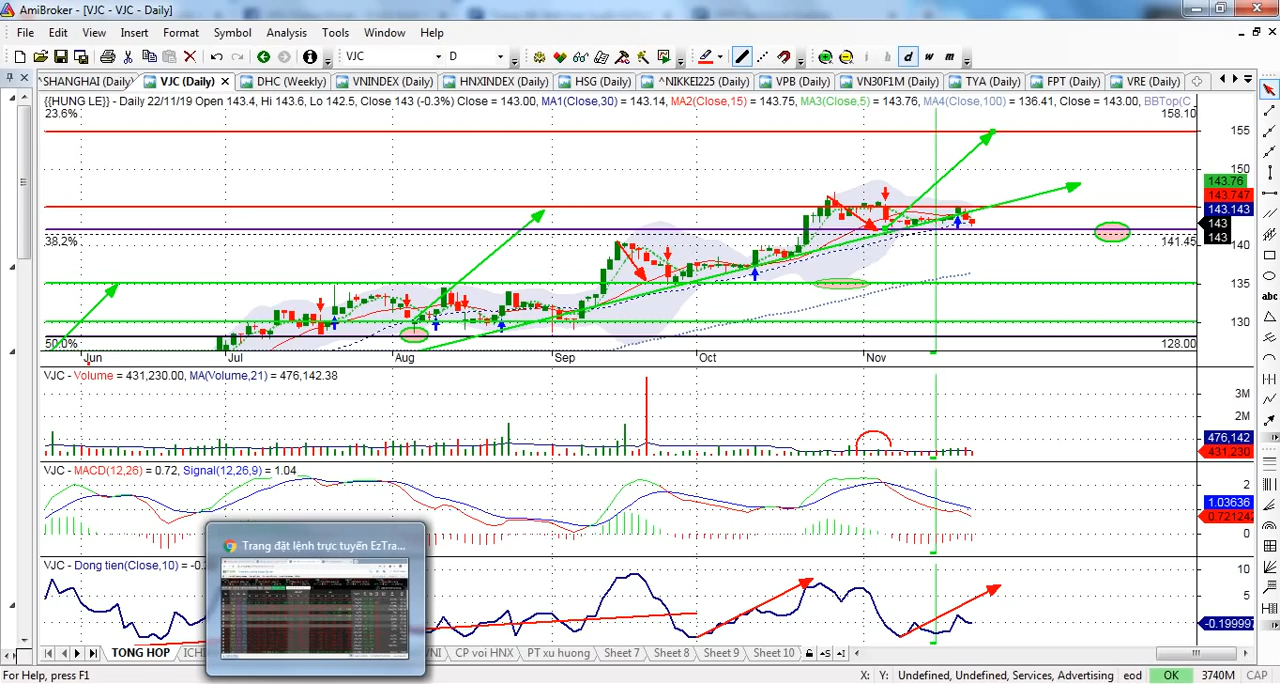 AmiBroker - [VJC - VJC - Daily]
File Edit View Insert Format Symbol Analysis Tools Window Help
VJC D i h d w m
SHANGHAI (Daily) VJC (Daily) X DHC (Weekly) VNINDEX (Daily) HNXINDEX (Daily) HSG (Daily) ^NIKKEI225 (Daily) VPB (Daily) VN30F1M (Daily) TYA (Daily) FPT (Daily) VRE (Daily)
{{HUNG LE}} - Daily 22/11/19 Open 143.4, Hi 143.6, Lo 142.5, Close 143 (-0.3%) Close = 143.00, MA1(Close,30) = 143.14, MA2(Close,15) = 143.75, MA3(Close,5) = 143.76, MA4(Close,100) = 136.41, Close = 143.00, BBTop(C
23.6% 158.10
155
150
143.76
143.747
143.143
143
143
38.2% 141.45
140
135
130
50.0% 128.00
Jun Jul Aug Sep Oct Nov
VJC - Volume = 431,230.00, MA(Volume,21) = 476,142.38
3M
2M
476,142
431,230
VJC - MACD(12,26) = 0.72, Signal(12,26,9) = 1.04
2
1.03636
0.721242
0
VJC - Dong tien(Close,10) = -0.
10
5
-0.199997
Trang đặt lệnh trực tuyến EzTra...
TONG HOP ICHI VNI CP voi HNX PT xu huong Sheet 7 Sheet 8 Sheet 9 Sheet 10
For Help, press F1 X: Y: Undefined, Undefined, Services, Advertising eod OK 3740M CAP
abc